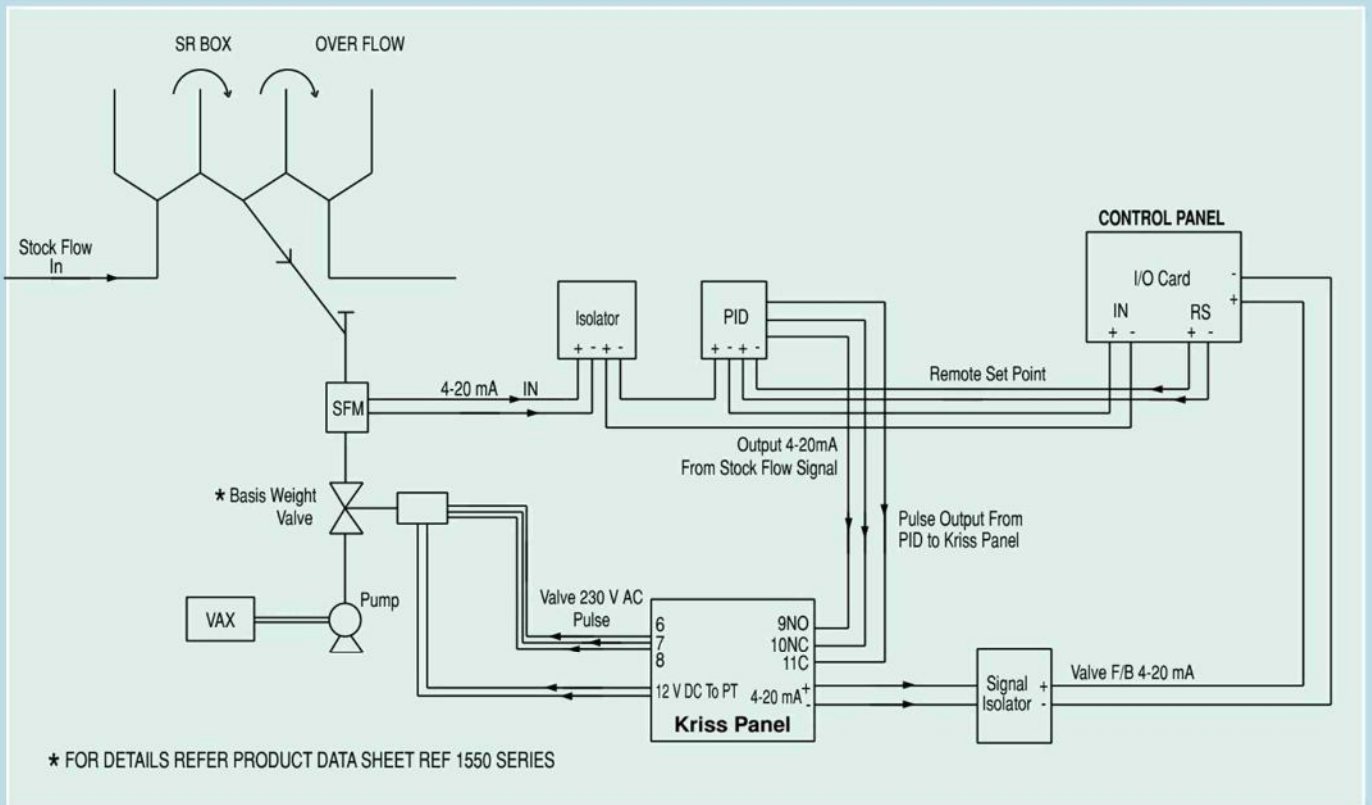 SR BOX
OVER FLOW
Stock Flow
In
CONTROL PANEL
I/O Card
-
+
IN
RS
+ -
+ -
Isolator
+ - + -
PID
+ - + -
Remote Set Point
4-20 mA IN
SFM
Output 4-20mA
From Stock Flow Signal
* Basis Weight
Valve
Pulse Output From
PID to Kriss Panel
VAX
Pump
Valve 230 V AC
Pulse
6
7
8
9NO
10NC
11C
12 V DC To PT
4-20 mA +
-
Kriss Panel
Signal
Isolator
+
-
Valve F/B 4-20 mA
* FOR DETAILS REFER PRODUCT DATA SHEET REF 1550 SERIES